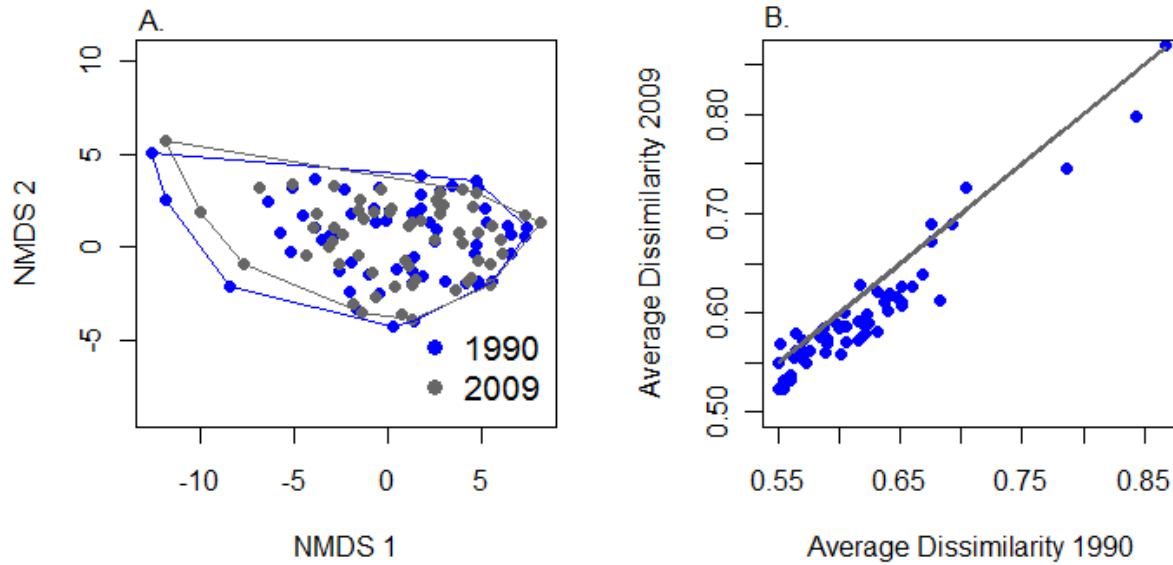 A.
NMDS 2
10
5
0
-5
1990
2009
-10 -5 0 5
NMDS 1
B.
Average Dissimilarity 2009
0.80
0.70
0.60
0.50
0.55 0.65 0.75 0.85
Average Dissimilarity 1990